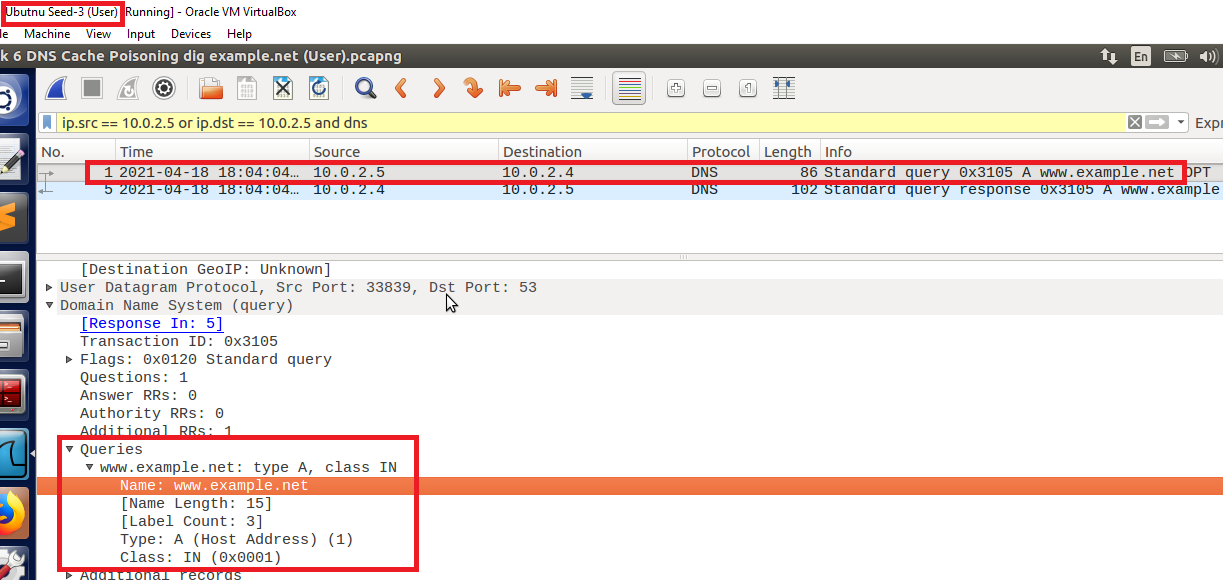 Ubutnu Seed-3 (User) Running] - Oracle VM VirtualBox
le Machine View Input Devices Help
k 6 DNS Cache Poisoning dig example.net (User).pcapng En
ip.src == 10.0.2.5 or ip.dst == 10.0.2.5 and dns Expr
No. Time Source Destination Protocol Length Info
1 2021-04-18 18:04:04… 10.0.2.5 10.0.2.4 DNS 86 Standard query 0x3105 A www.example.net OPT
5 2021-04-18 18:04:04… 10.0.2.4 10.0.2.5 DNS 102 Standard query response 0x3105 A www.example
[Destination GeoIP: Unknown]
User Datagram Protocol, Src Port: 33839, Dst Port: 53
Domain Name System (query)
[Response In: 5]
Transaction ID: 0x3105
Flags: 0x0120 Standard query
Questions: 1
Answer RRs: 0
Authority RRs: 0
Additional RRs: 1
Queries
www.example.net: type A, class IN
Name: www.example.net
[Name Length: 15]
[Label Count: 3]
Type: A (Host Address) (1)
Class: IN (0x0001)
Additional records